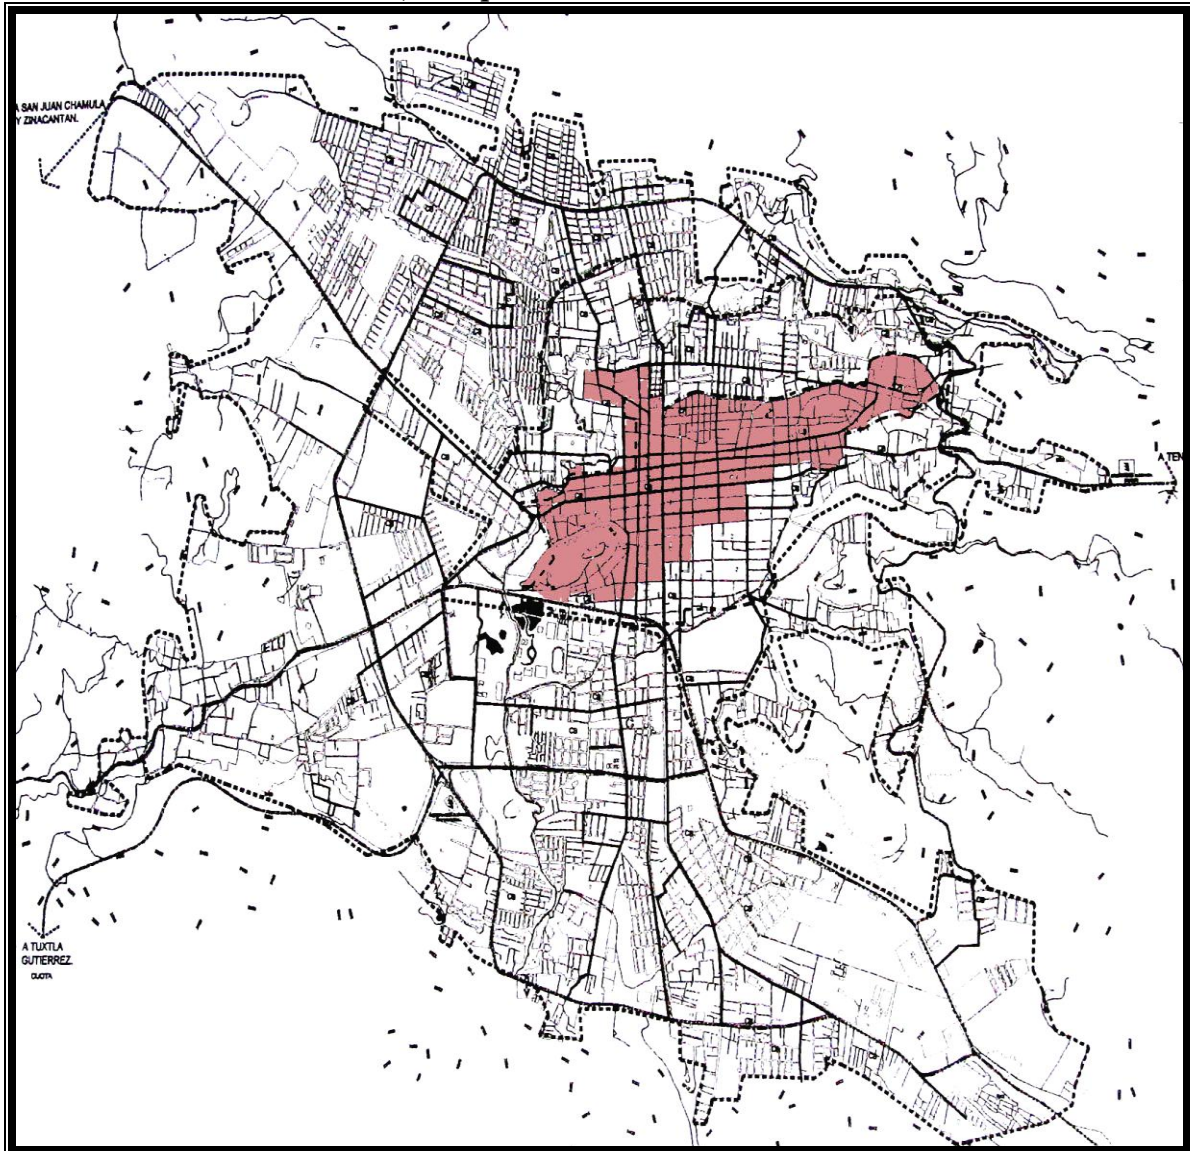 A SAN JUAN CHAMULA
Y ZINACANTAN.
A TEN
A TUXTLA
GUTIERREZ.
CUOTA